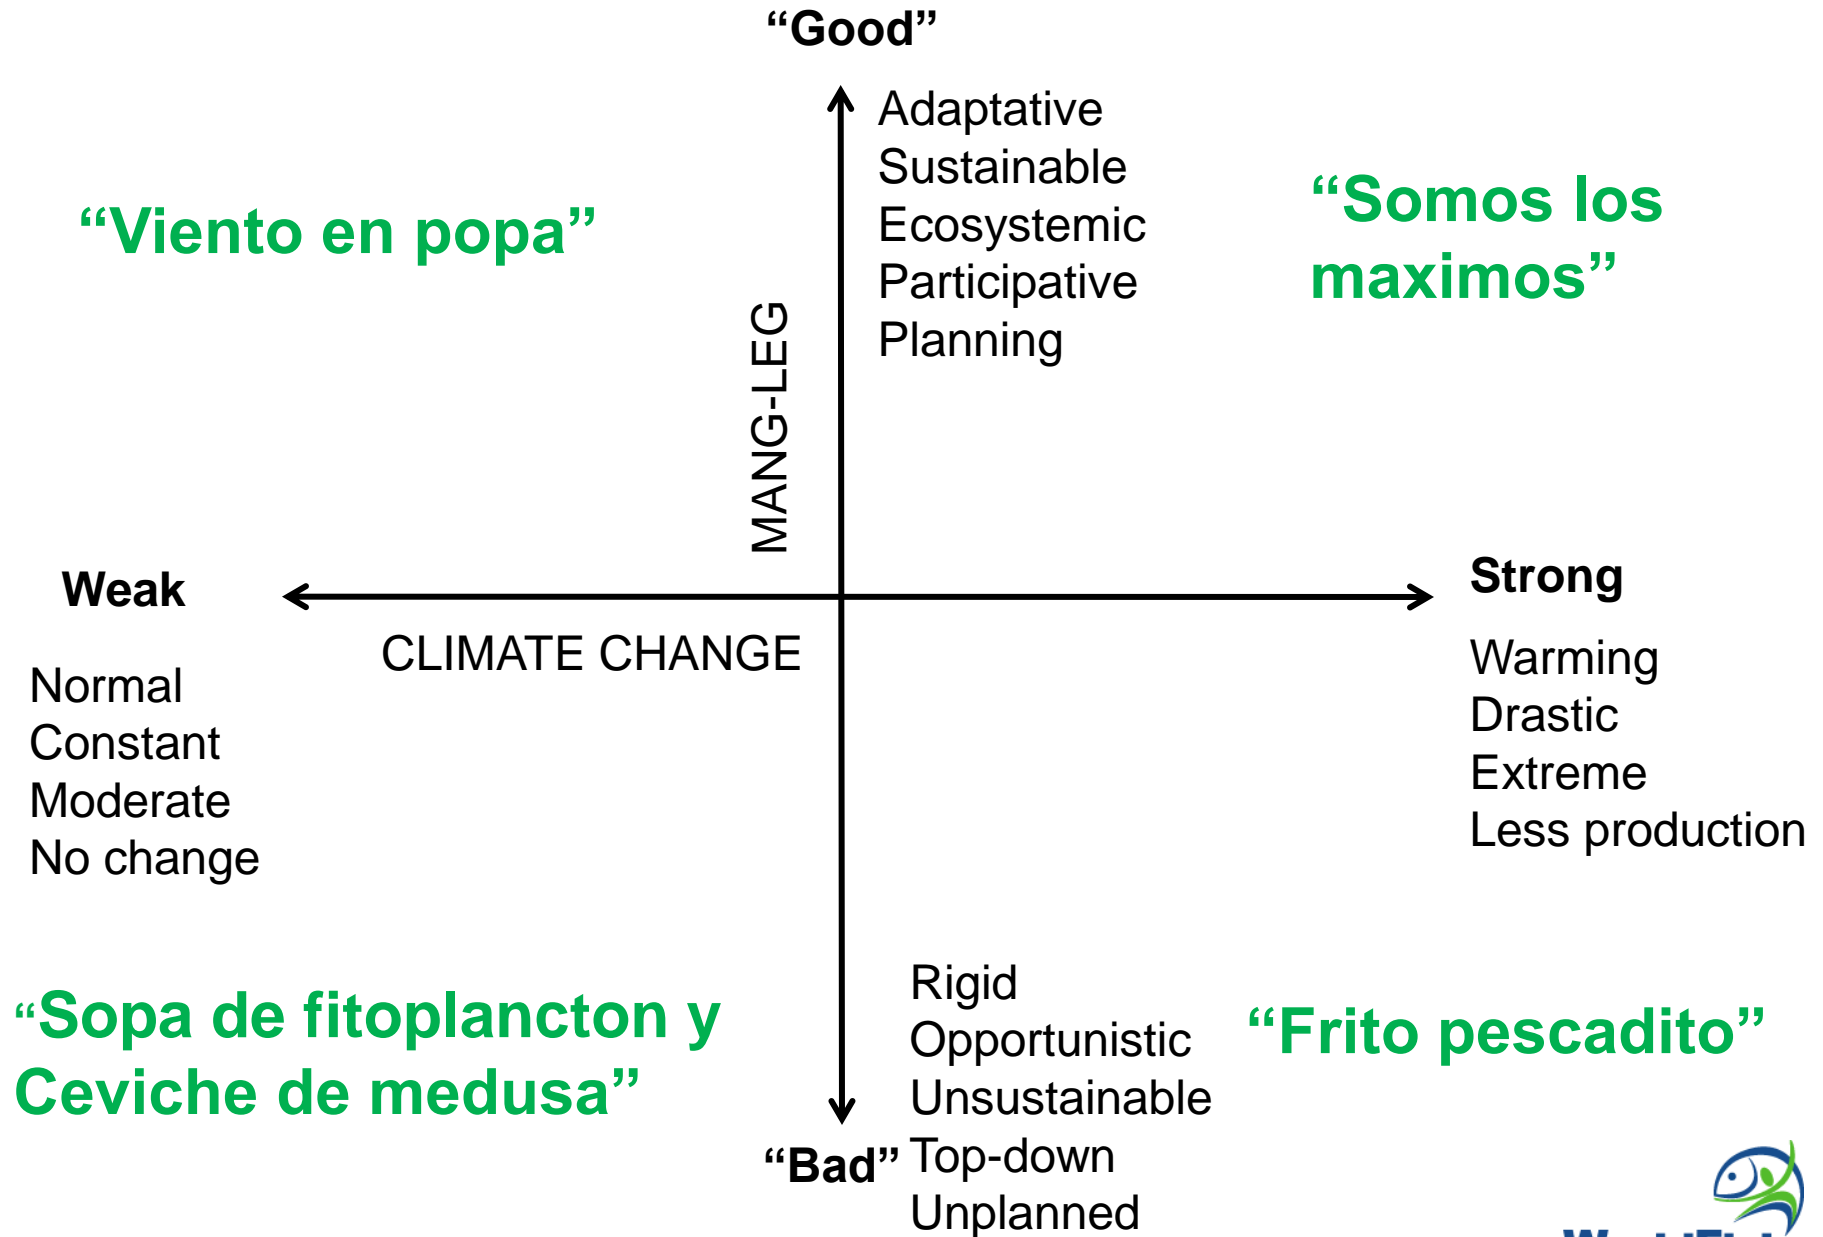 “Good”
Adaptative
Sustainable
Ecosystemic
Participative
Planning
“Viento en popa”
“Somos los
maximos”
MANG-LEG
Weak
Strong
CLIMATE CHANGE
Normal
Constant
Moderate
No change
Warming
Drastic
Extreme
Less production
“Sopa de fitoplancton y
Ceviche de medusa”
Rigid
Opportunistic
Unsustainable
Top-down
Unplanned
“Frito pescadito”
“Bad”